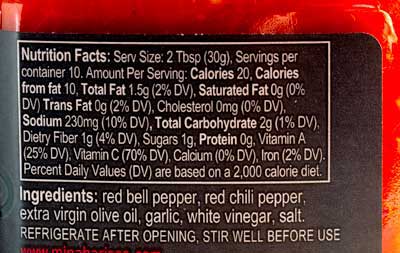 Nutrition Facts: Serv Size: 2 Tbsp (30g), Servings per
container 10. Amount Per Serving: Calories 20, Calories
from fat 10, Total Fat 1.5g (2% DV), Saturated Fat 0g (0%
DV) Trans Fat 0g (2% DV), Cholesterol 0mg (0% DV),
Sodium 230mg (10% DV), Total Carbohydrate 2g (1% DV),
Dietry Fiber 1g (4% DV), Sugars 1g, Protein 0g, Vitamin A
(25% DV), Vitamin C (70% DV), Calcium (0% DV), Iron (2% DV).
Percent Daily Values (DV) are based on a 2,000 calorie diet.
Ingredients: red bell pepper, red chili pepper,
extra virgin olive oil, garlic, white vinegar, salt.
REFRIGERATE AFTER OPENING, STIR WELL BEFORE USE